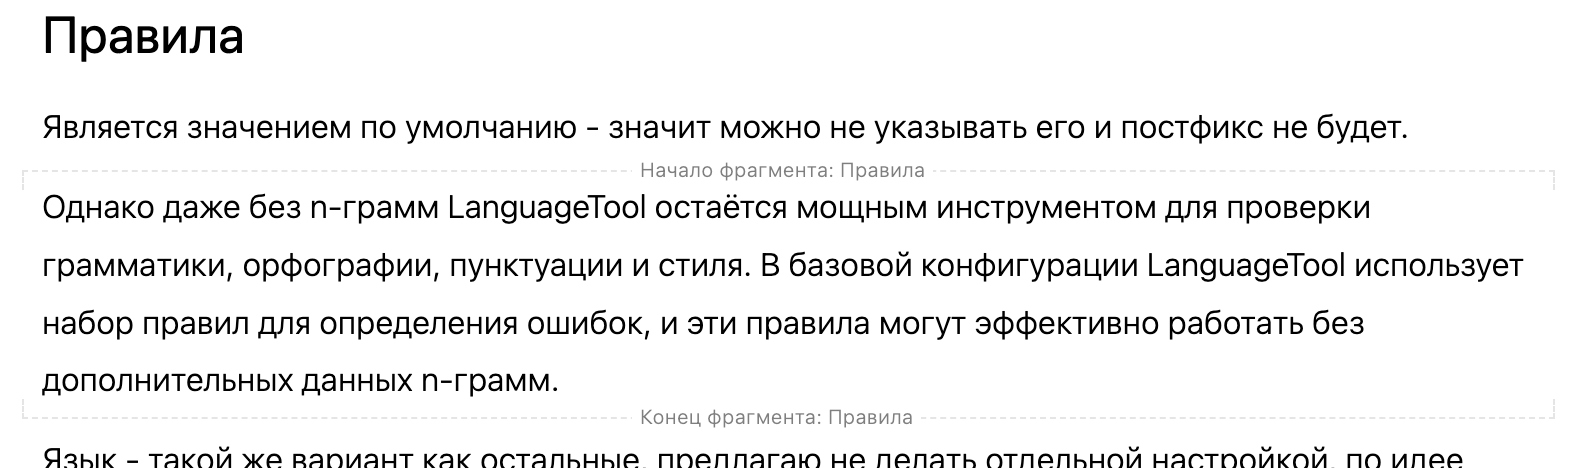 Правила
Является значением по умолчанию - значит можно не указывать его и постфикс не будет.
Начало фрагмента: Правила
Однако даже без n-грамм LanguageTool остаётся мощным инструментом для проверки
грамматики, орфографии, пунктуации и стиля. В базовой конфигурации LanguageTool использует
набор правил для определения ошибок, и эти правила могут эффективно работать без
дополнительных данных n-грамм.
Конец фрагмента: Правила
Язык - такой же вариант как остальные, предлагаю не делать отдельной настройкой, по идее